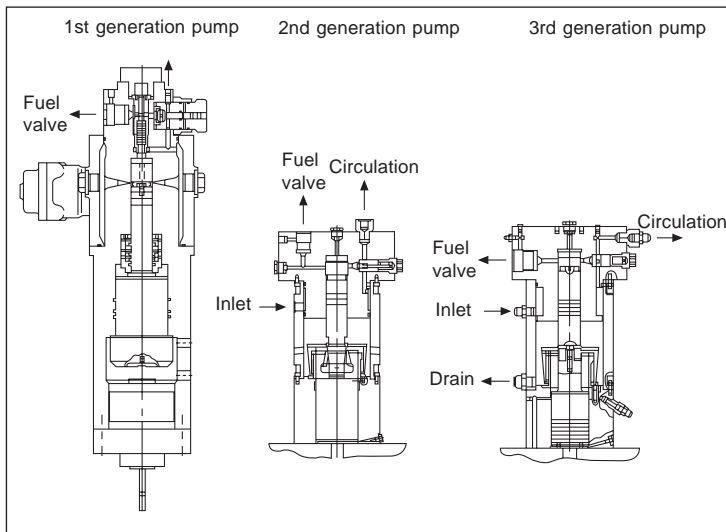 1st generation pump
2nd generation pump
3rd generation pump
Fuel
valve
Fuel
valve
Circulation
Inlet
Circulation
Fuel
valve
Inlet
Drain